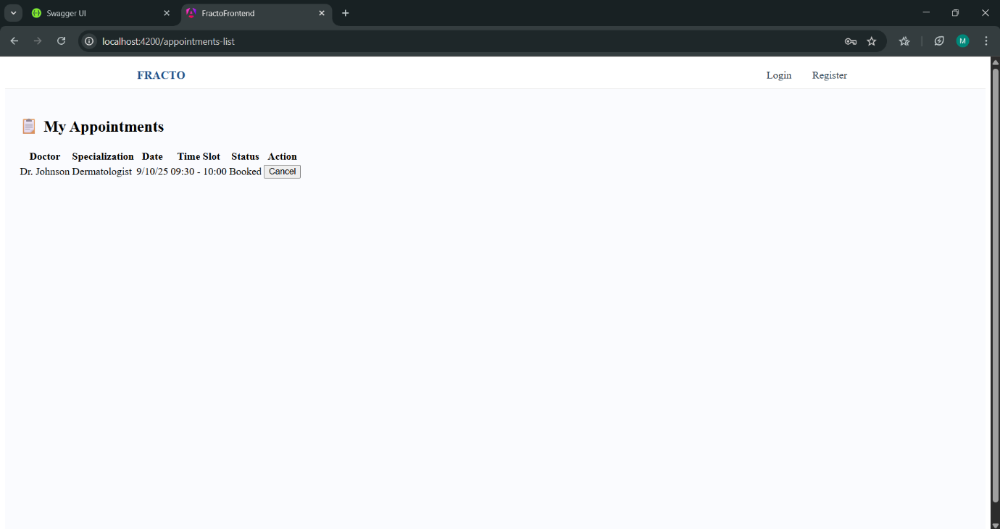 Swagger UI
FractoFrontend
localhost:4200/appointments-list
M
FRACTO
Login
Register
My Appointments
Doctor Specialization Date Time Slot Status Action
Dr. Johnson Dermatologist 9/10/25 09:30 - 10:00 Booked Cancel